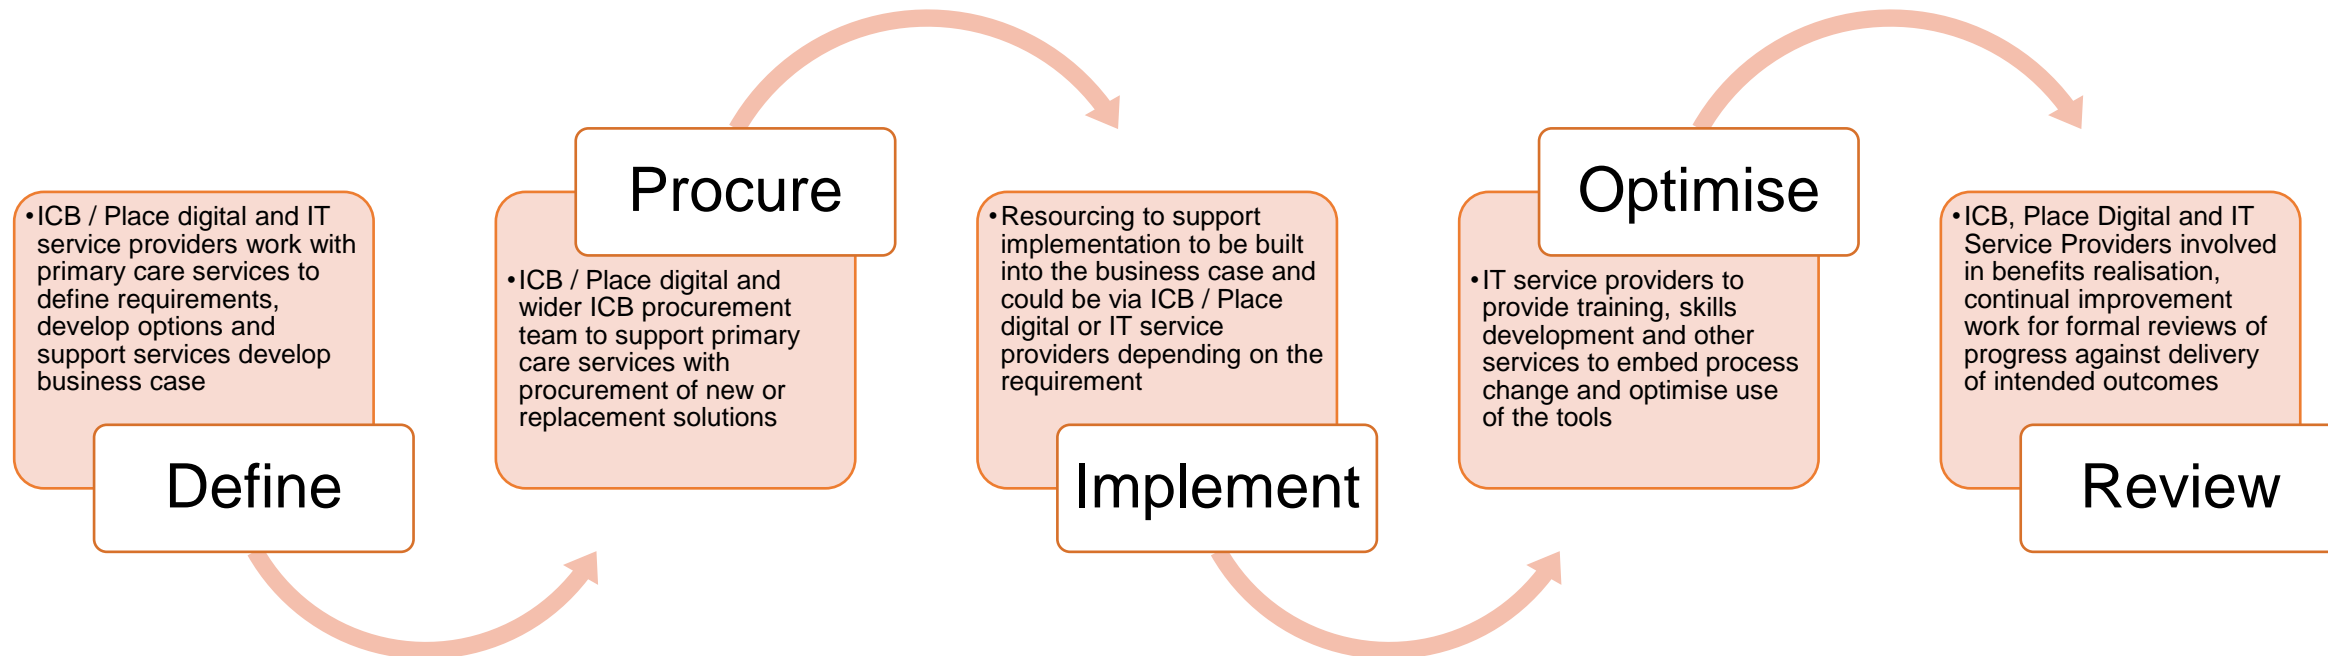 •ICB / Place digital and IT
service providers work with
primary care services to
define requirements,
develop options and
support services develop
business case
Define
Procure
•ICB / Place digital and
wider ICB procurement
team to support primary
care services with
procurement of new or
replacement solutions
•Resourcing to support
implementation to be built
into the business case and
could be via ICB / Place
digital or IT service
providers depending on the
requirement
Implement
Optimise
•IT service providers to
provide training, skills
development and other
services to embed process
change and optimise use
of the tools
•ICB, Place Digital and IT
Service Providers involved
in benefits realisation,
continual improvement
work for formal reviews of
progress against delivery
of intended outcomes
Review